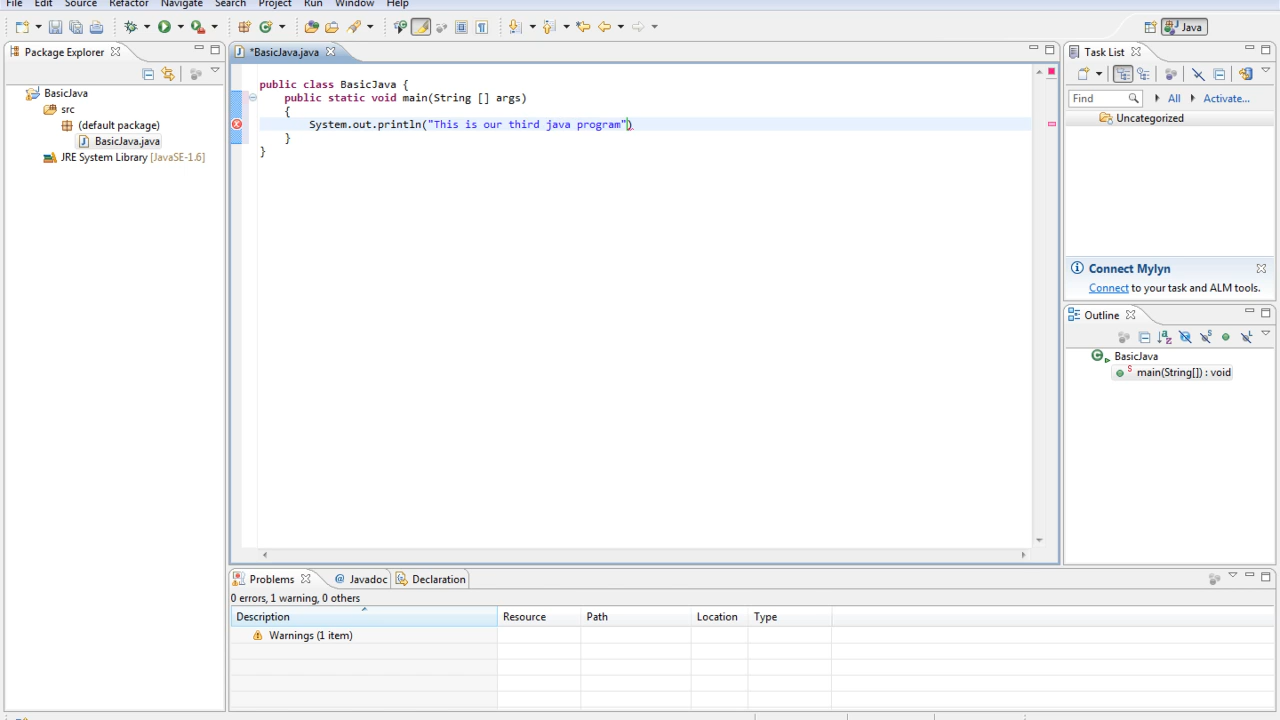 File Edit Source Refactor Navigate Search Project Run Window Help
Java
Package Explorer
BasicJava
src
(default package)
BasicJava.java
JRE System Library [JavaSE-1.6]
*BasicJava.java
public class BasicJava {
public static void main(String [] args)
{
System.out.println("This is our third java program")
}
}
Task List
Find
All
Activate...
Uncategorized
Connect Mylyn
Connect to your task and ALM tools.
Outline
BasicJava
main(String[]) : void
Problems
@ Javadoc
Declaration
0 errors, 1 warning, 0 others
Description Resource Path Location Type
Warnings (1 item)